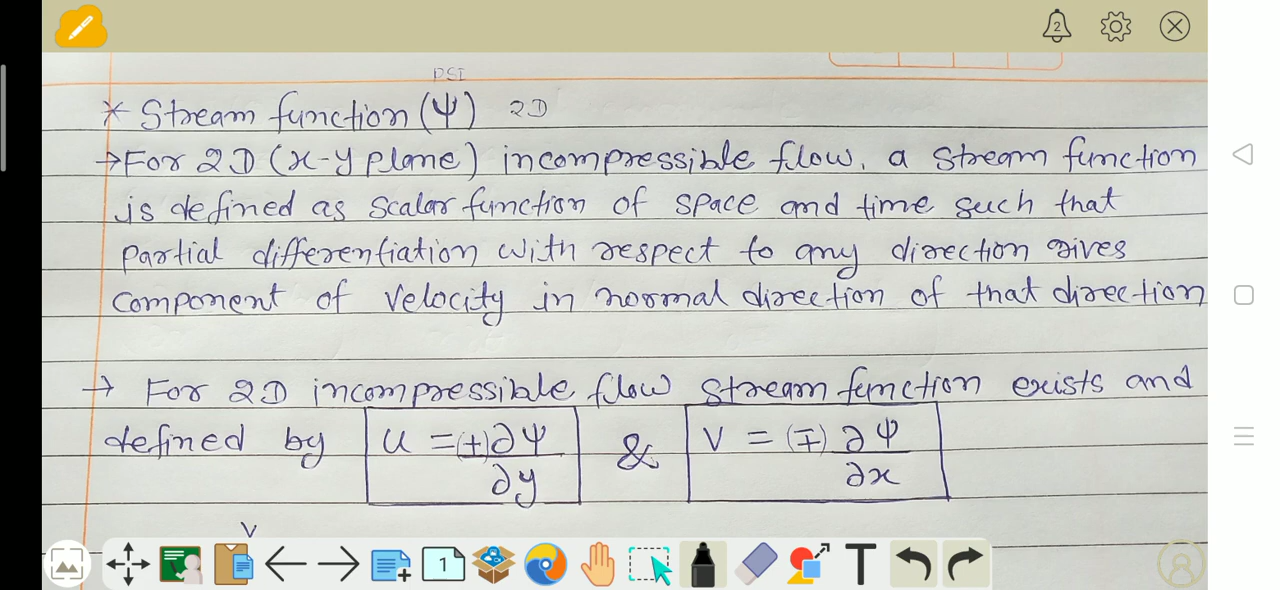 PSI
* Stream function (Ψ) 2D
→ For 2D (x-y plane) incompressible flow, a stream function
is defined as scalar function of space and time such that
partial differentiation with respect to any direction gives
component of velocity in normal direction of that direction
→ For 2D incompressible flow stream function exists and
defined by u = (±) ∂Ψ/∂y & v = (∓) ∂Ψ/∂x
V
2
1
T